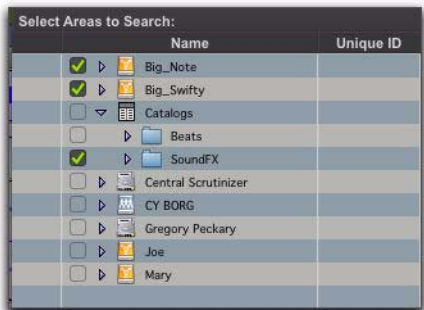 Select Areas to Search:
Name Unique ID
Big_Note
Big_Swifty
Catalogs
Beats
SoundFX
Central Scrutinizer
CY BORG
Gregory Peckary
Joe
Mary